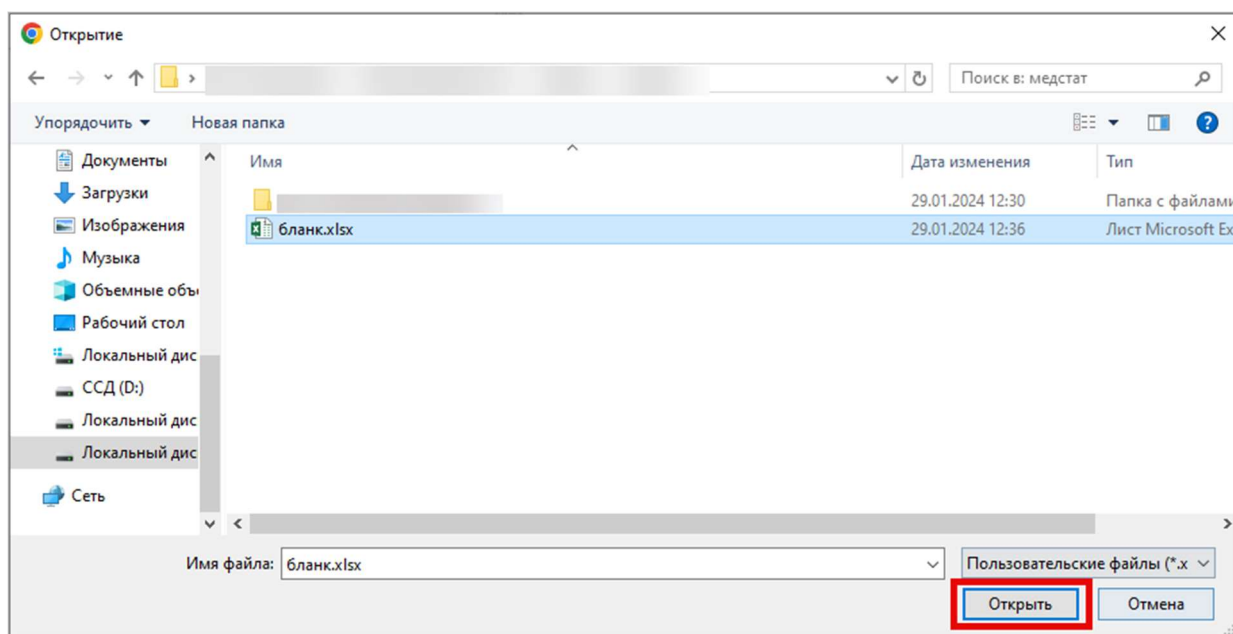 Открытие
Поиск в: медстат
Упорядочить
Новая папка
Имя
Дата изменения
Тип
Документы
Загрузки
Изображения
Музыка
Объемные объ
Рабочий стол
Локальный дис
ССД (D:)
Локальный дис
Локальный дис
Сеть
29.01.2024 12:30
Папка с файлами
бланк.xlsx
29.01.2024 12:36
Лист Microsoft Ex
Имя файла:
бланк.xlsx
Пользовательские файлы (*.x
Открыть
Отмена